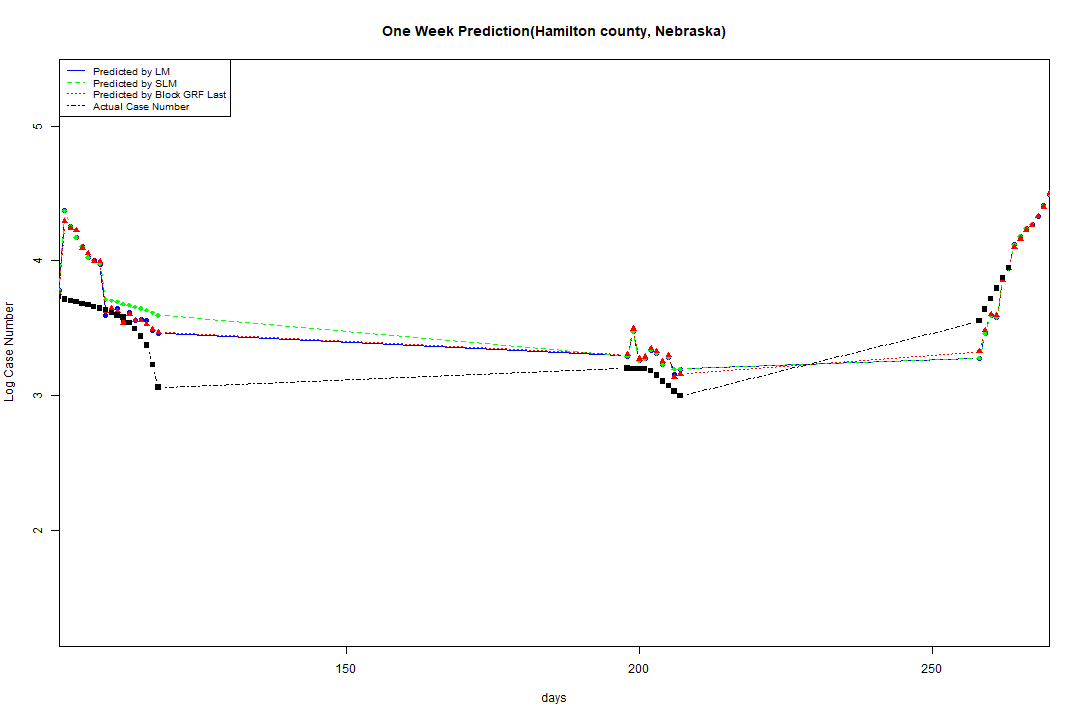 One Week Prediction(Hamilton county, Nebraska)
Predicted by LM
Predicted by SLM
Predicted by Block GRF Last
Actual Case Number
5
4
3
2
Log Case Number
150
200
250
days